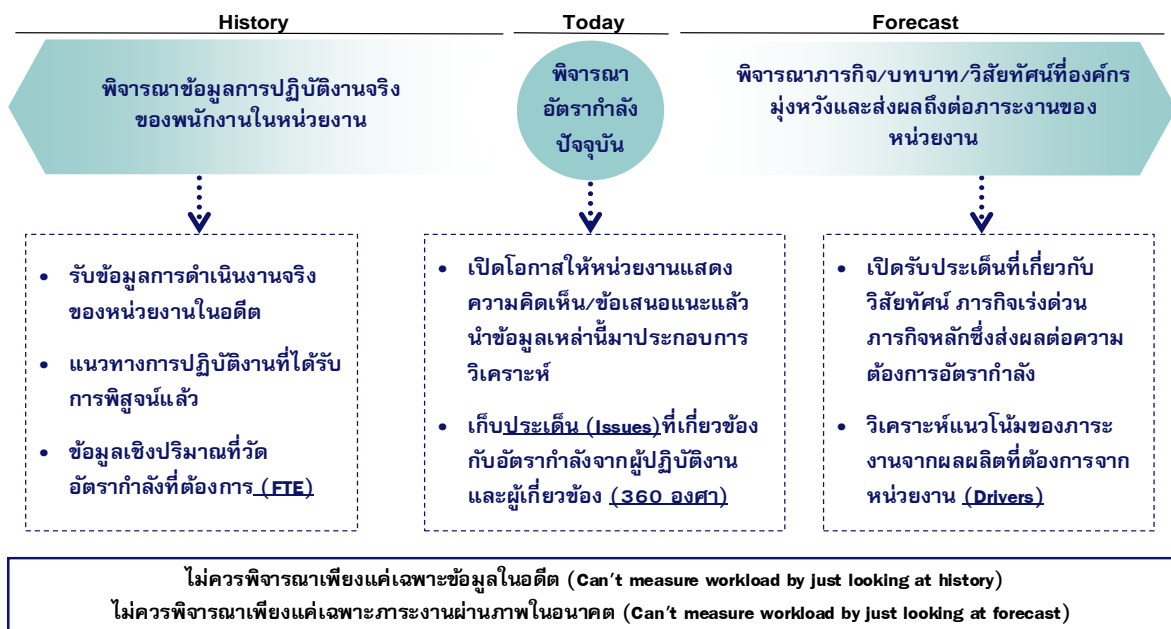 History
Today
Forecast
พิจารณาข้อมูลการปฏิบัติงานจริง
ของพนักงานในหน่วยงาน
พิจารณา
อัตรากำลัง
ปัจจุบัน
พิจารณาภารกิจ/บทบาท/วิสัยทัศน์ที่องค์กร
มุ่งหวังและส่งผลถึงต่อภาระงานของ
หน่วยงาน
• รับข้อมูลการดำเนินงานจริง
ของหน่วยงานในอดีต
• แนวทางการปฏิบัติงานที่ได้รับ
การพิสูจน์แล้ว
• ข้อมูลเชิงปริมาณที่วัด
อัตรากำลังที่ต้องการ (FTE)
• เปิดโอกาสให้หน่วยงานแสดง
ความคิดเห็น/ข้อเสนอแนะแล้ว
นำข้อมูลเหล่านี้มาประกอบการ
วิเคราะห์
• เก็บประเด็น (Issues)ที่เกี่ยวข้อง
กับอัตรากำลังจากผู้ปฏิบัติงาน
และผู้เกี่ยวข้อง (360 องศา)
• เปิดรับประเด็นที่เกี่ยวกับ
วิสัยทัศน์ ภารกิจเร่งด่วน
ภารกิจหลักซึ่งส่งผลต่อความ
ต้องการอัตรากำลัง
• วิเคราะห์แนวโน้มของภาระ
งานจากผลผลิตที่ต้องการจาก
หน่วยงาน (Drivers)
ไม่ควรพิจารณาเพียงแค่เฉพาะข้อมูลในอดีต (Can’t measure workload by just looking at history)
ไม่ควรพิจารณาเพียงแค่เฉพาะภาระงานผ่านภาพในอนาคต (Can’t measure workload by just looking at forecast)